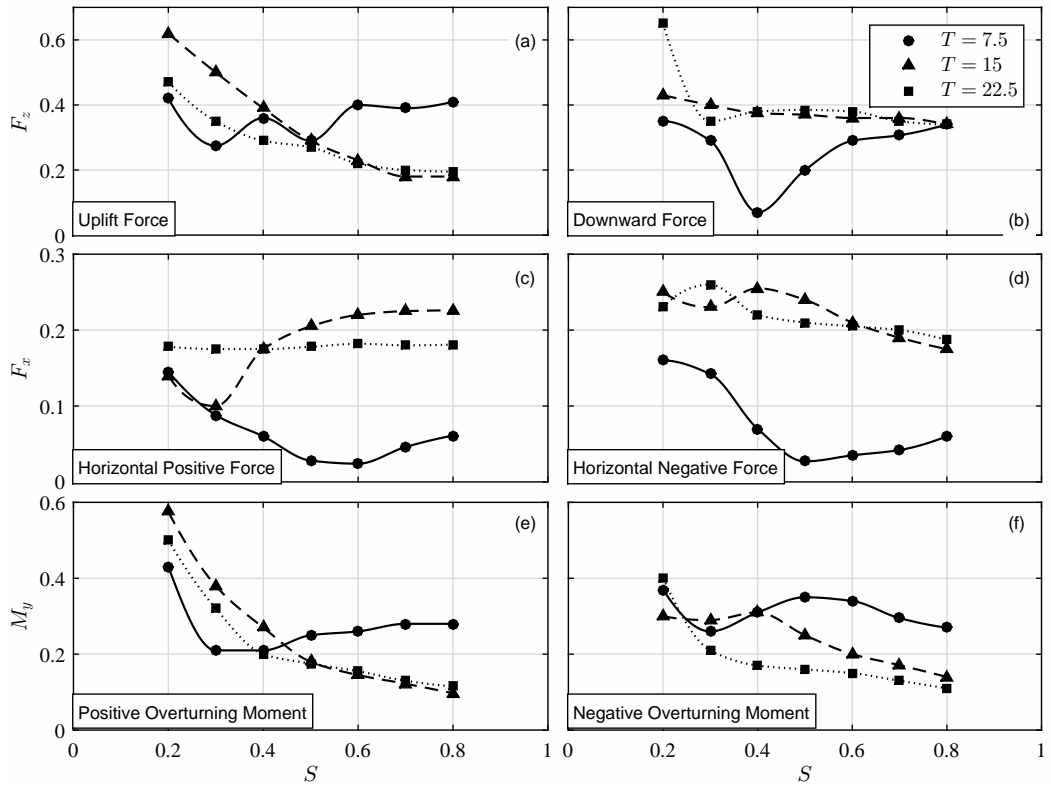 0.6
0.4
0.2
0
F_z
(a)
Uplift Force
(b)
Downward Force
T = 7.5
T = 15
T = 22.5
0.3
0.2
0.1
0
F_x
(c)
Horizontal Positive Force
(d)
Horizontal Negative Force
0.6
0.4
0.2
0
M_y
(e)
Positive Overturning Moment
(f)
Negative Overturning Moment
0 0.2 0.4 0.6 0.8 1
0 0.2 0.4 0.6 0.8 1
S
S